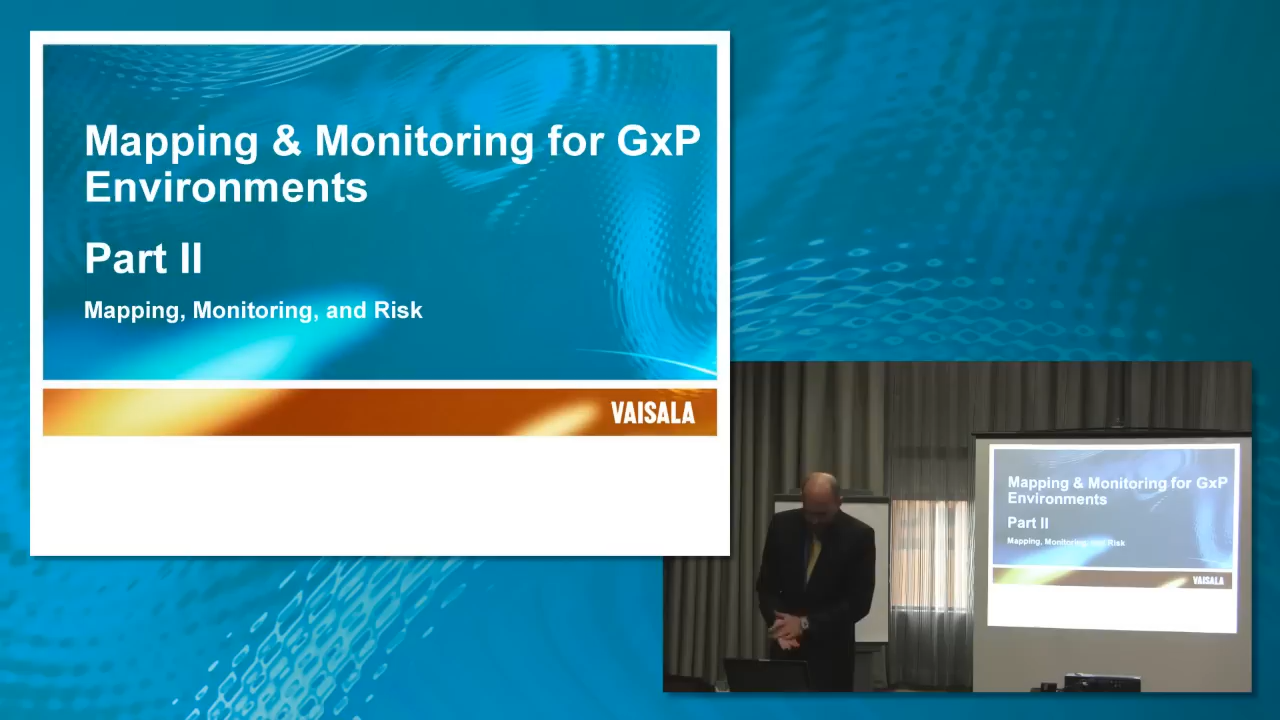 Mapping & Monitoring for GxP
Environments
Part II
Mapping, Monitoring, and Risk
VAISALA
Mapping & Monitoring for GxP
Environments
Part II
Mapping, Monitoring, and Risk
VAISALA